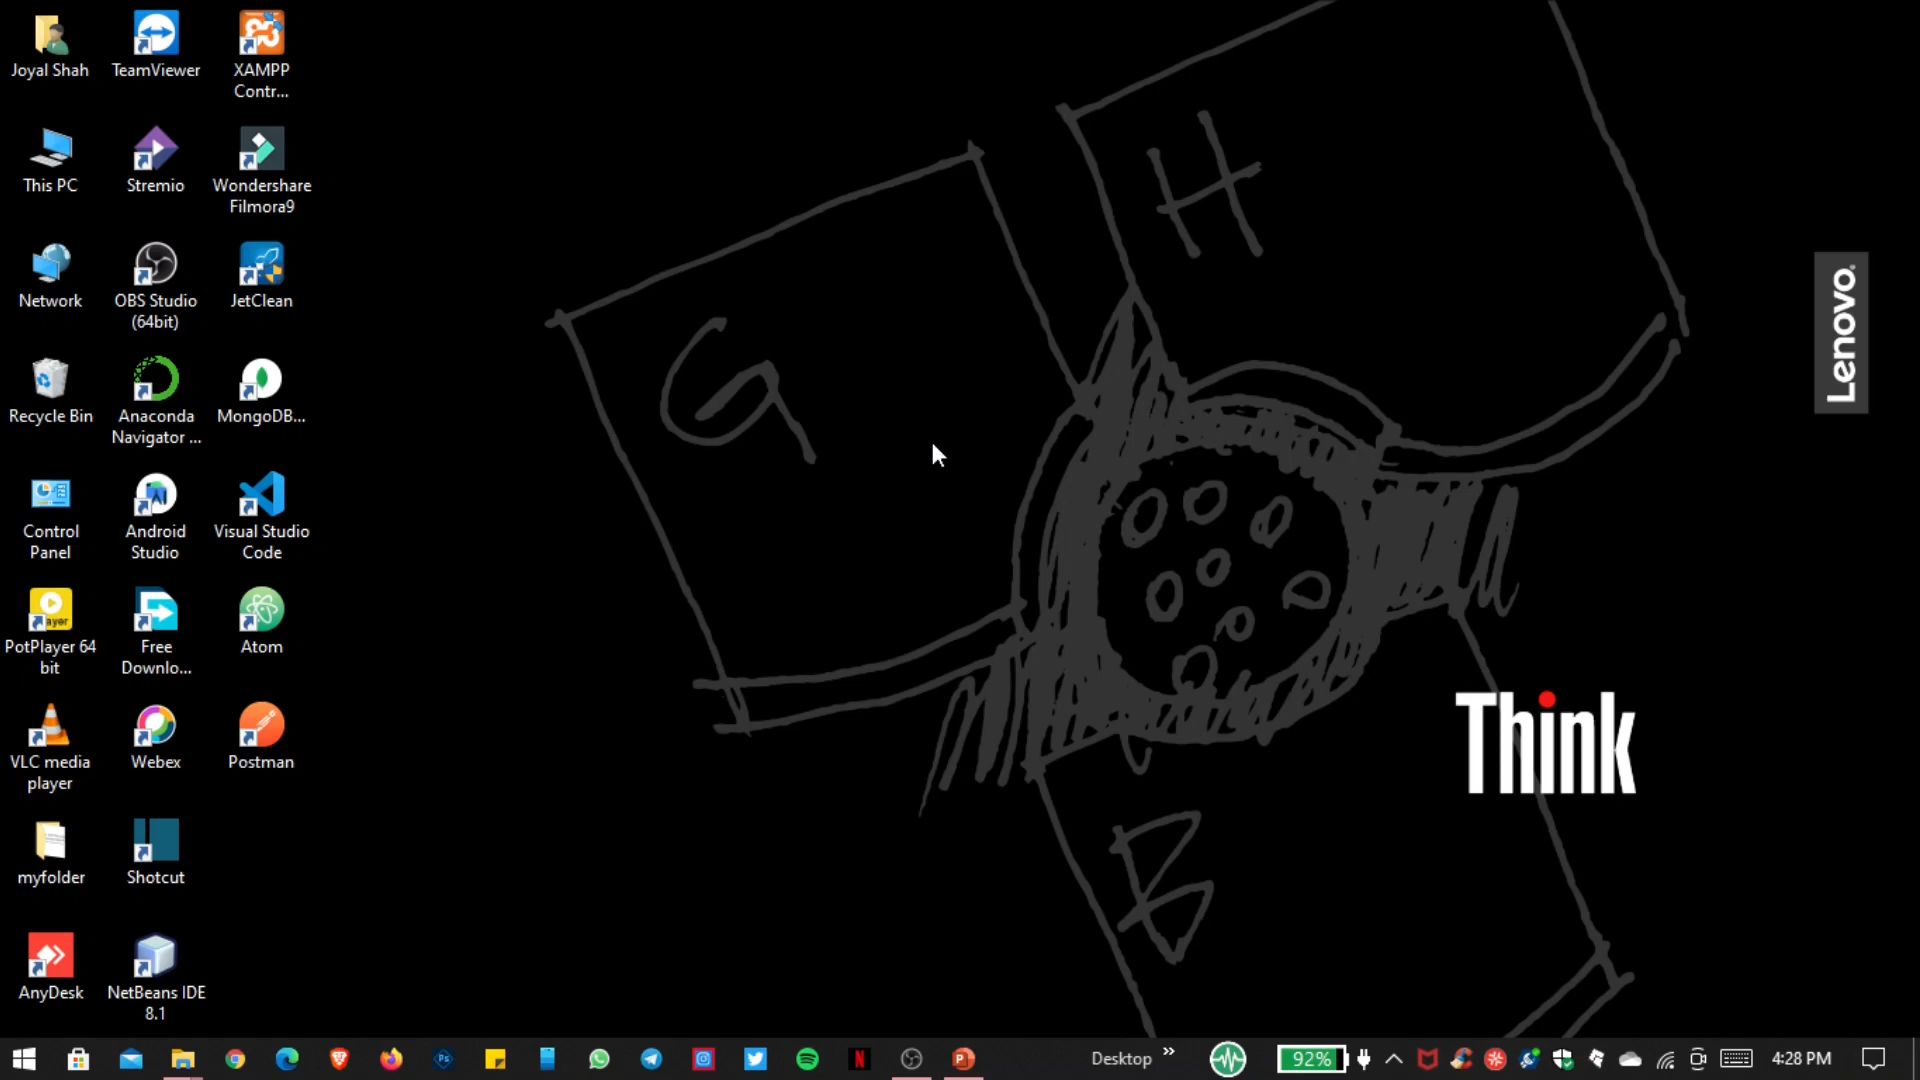 Joyal Shah
TeamViewer
XAMPP
Contr...
This PC
Stremio
Wondershare
Filmora9
Network
OBS Studio
(64bit)
JetClean
Recycle Bin
Anaconda
Navigator ...
MongoDB...
Control
Panel
Android
Studio
Visual Studio
Code
PotPlayer 64
bit
Free
Downlo...
Atom
VLC media
player
Webex
Postman
myfolder
Shotcut
AnyDesk
NetBeans IDE
8.1
G
H
B
Lenovo
Think
Desktop
92%
4:28 PM